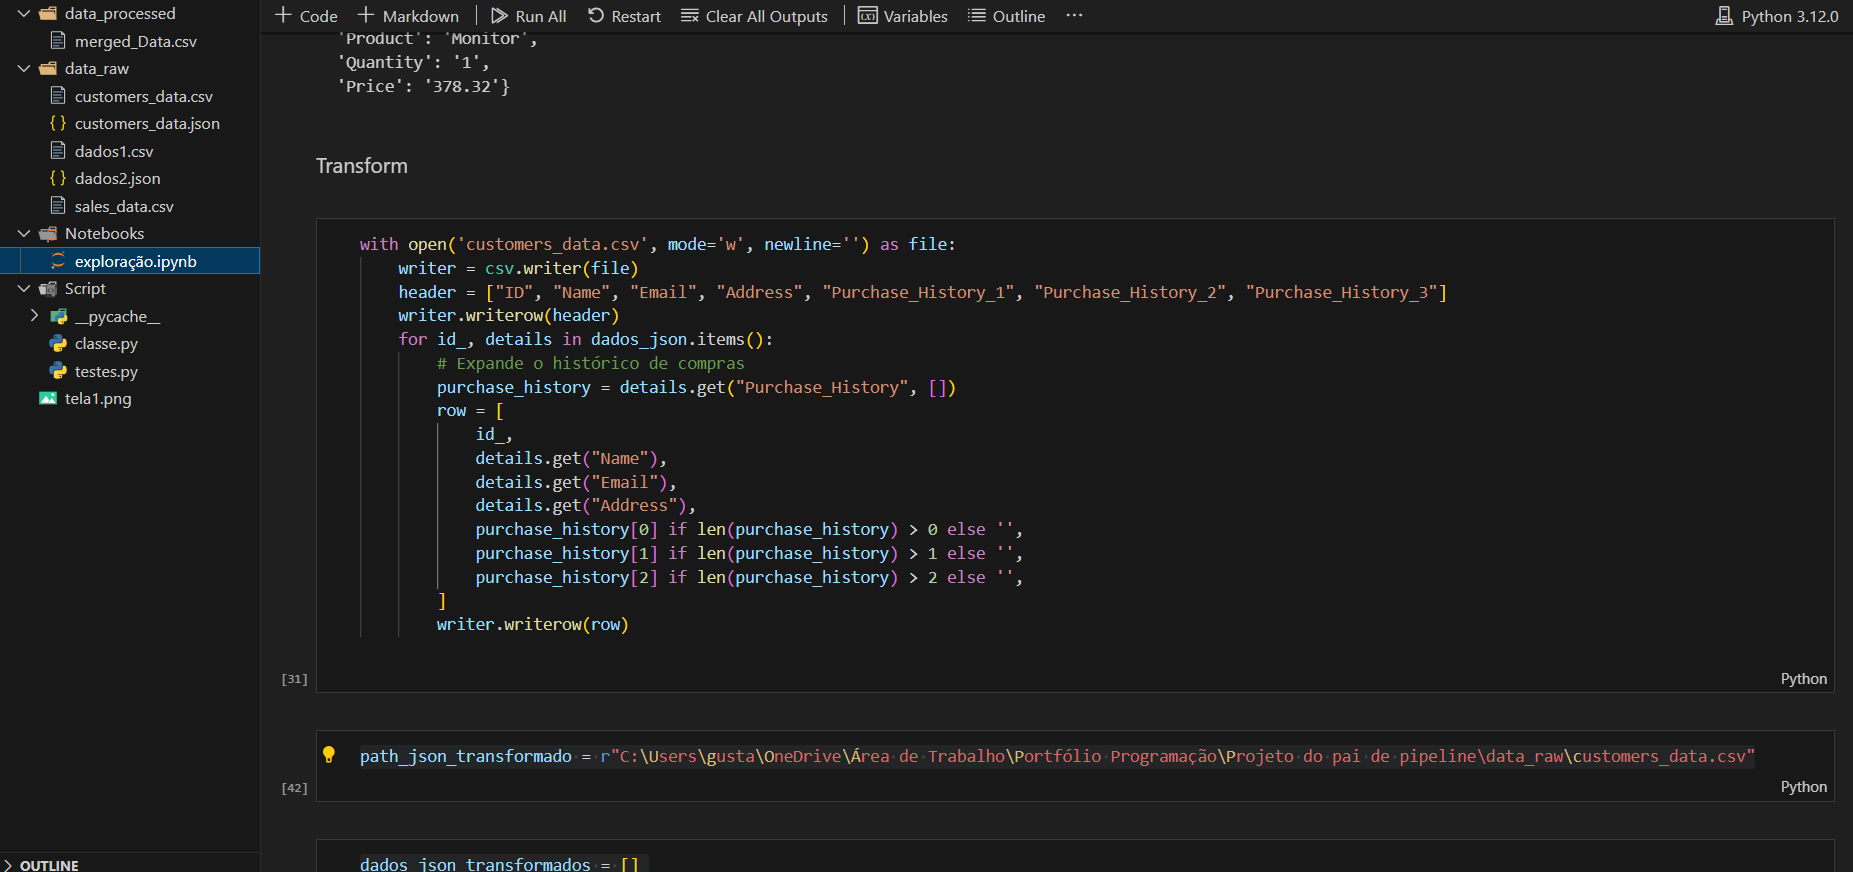 data_processed
merged_Data.csv
data_raw
customers_data.csv
customers_data.json
dados1.csv
dados2.json
sales_data.csv
Notebooks
exploração.ipynb
Script
__pycache__
classe.py
testes.py
tela1.png
OUTLINE
+ Code + Markdown | Run All Restart Clear All Outputs | Variables Outline ...
Python 3.12.0
'Product': 'Monitor',
'Quantity': '1',
'Price': '378.32'}
Transform
with open('customers_data.csv', mode='w', newline='') as file:
    writer = csv.writer(file)
    header = ["ID", "Name", "Email", "Address", "Purchase_History_1", "Purchase_History_2", "Purchase_History_3"]
    writer.writerow(header)
    for id_, details in dados_json.items():
        # Expande o histórico de compras
        purchase_history = details.get("Purchase_History", [])
        row = [
            id_,
            details.get("Name"),
            details.get("Email"),
            details.get("Address"),
            purchase_history[0] if len(purchase_history) > 0 else '',
            purchase_history[1] if len(purchase_history) > 1 else '',
            purchase_history[2] if len(purchase_history) > 2 else '',
        ]
        writer.writerow(row)
[31]
Python
path_json_transformado = r"C:\Users\gusta\OneDrive\Área de Trabalho\Portfólio Programação\Projeto do pai de pipeline\data_raw\customers_data.csv"
[42]
Python
dados_json_transformados = []